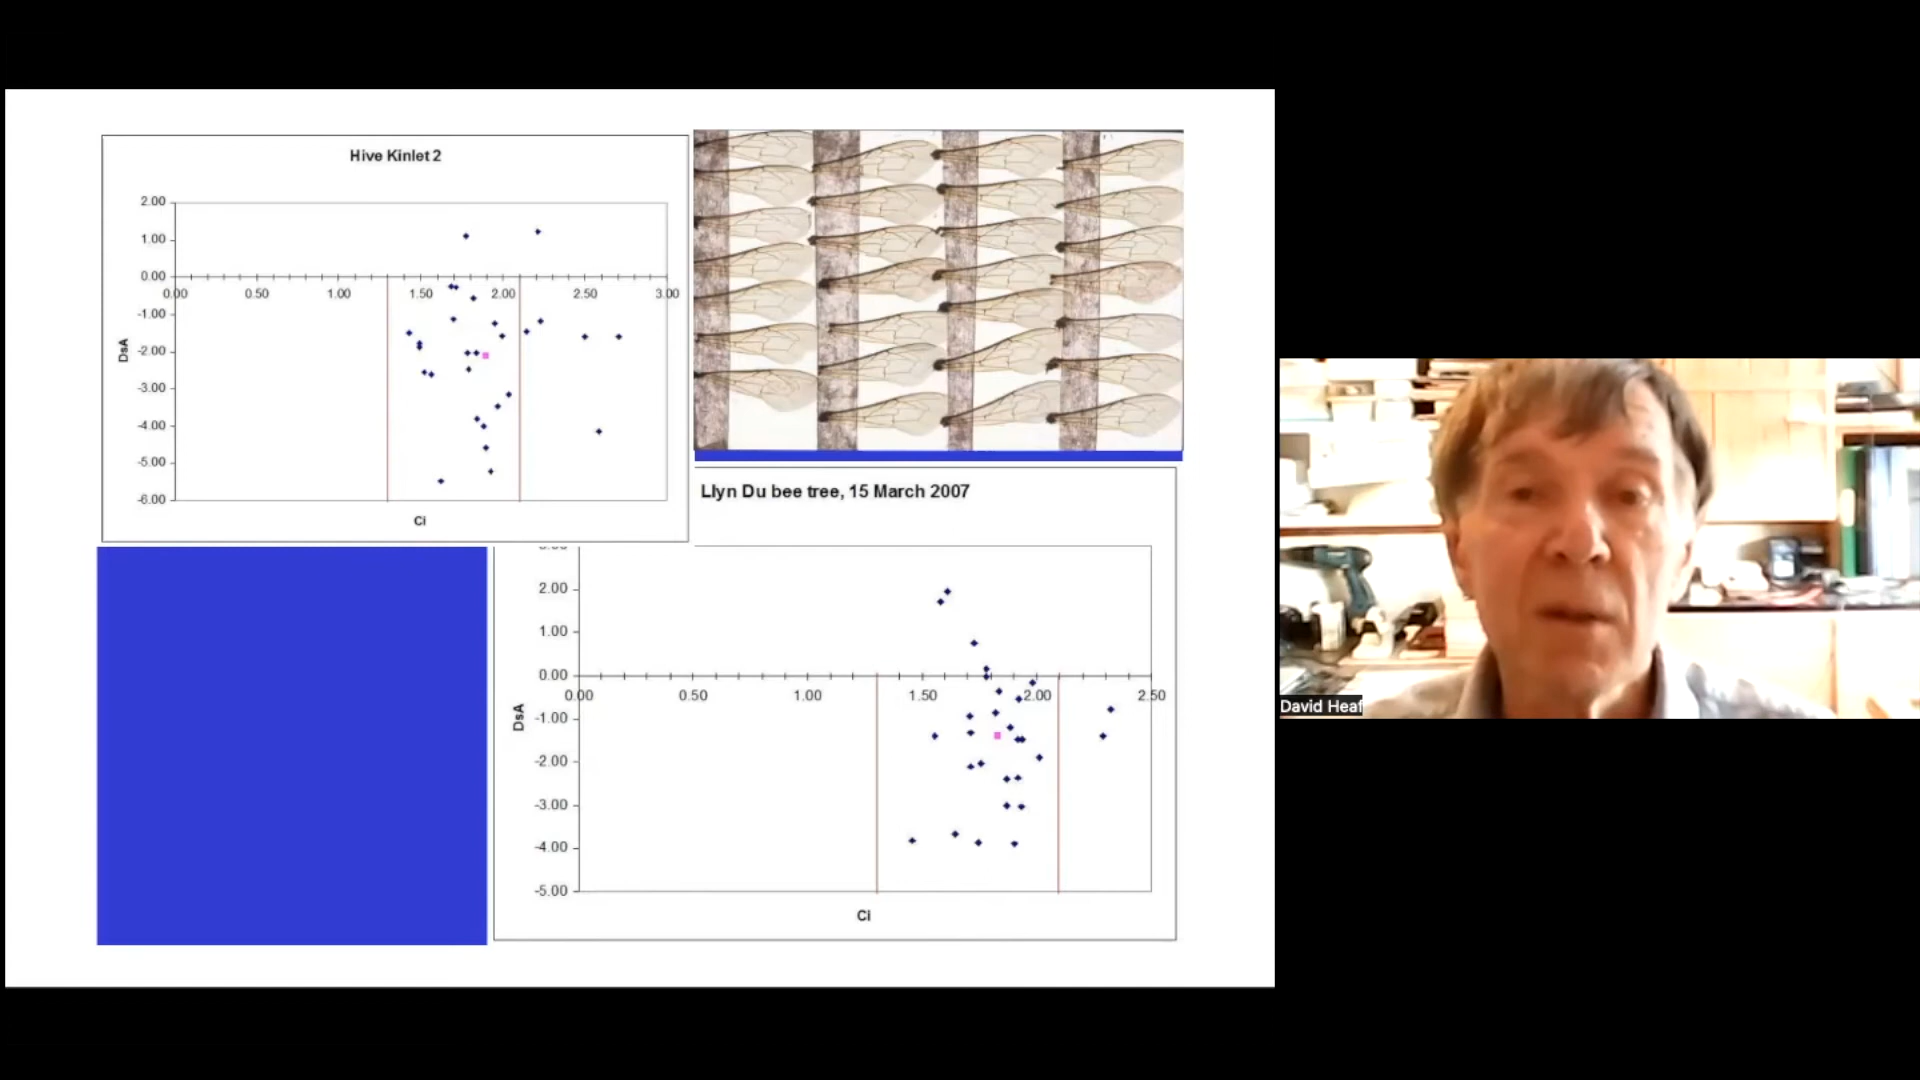 Hive Kinlet 2
2.00
1.00
0.00
0.00 0.50 1.00 1.50 2.00 2.50 3.00
-1.00
-2.00
-3.00
-4.00
-5.00
-6.00
DsA
Ci
Llyn Du bee tree, 15 March 2007
2.00
1.00
0.00
0.00 0.50 1.00 1.50 2.00 2.50
-1.00
-2.00
-3.00
-4.00
-5.00
DsA
Ci
David Heaf